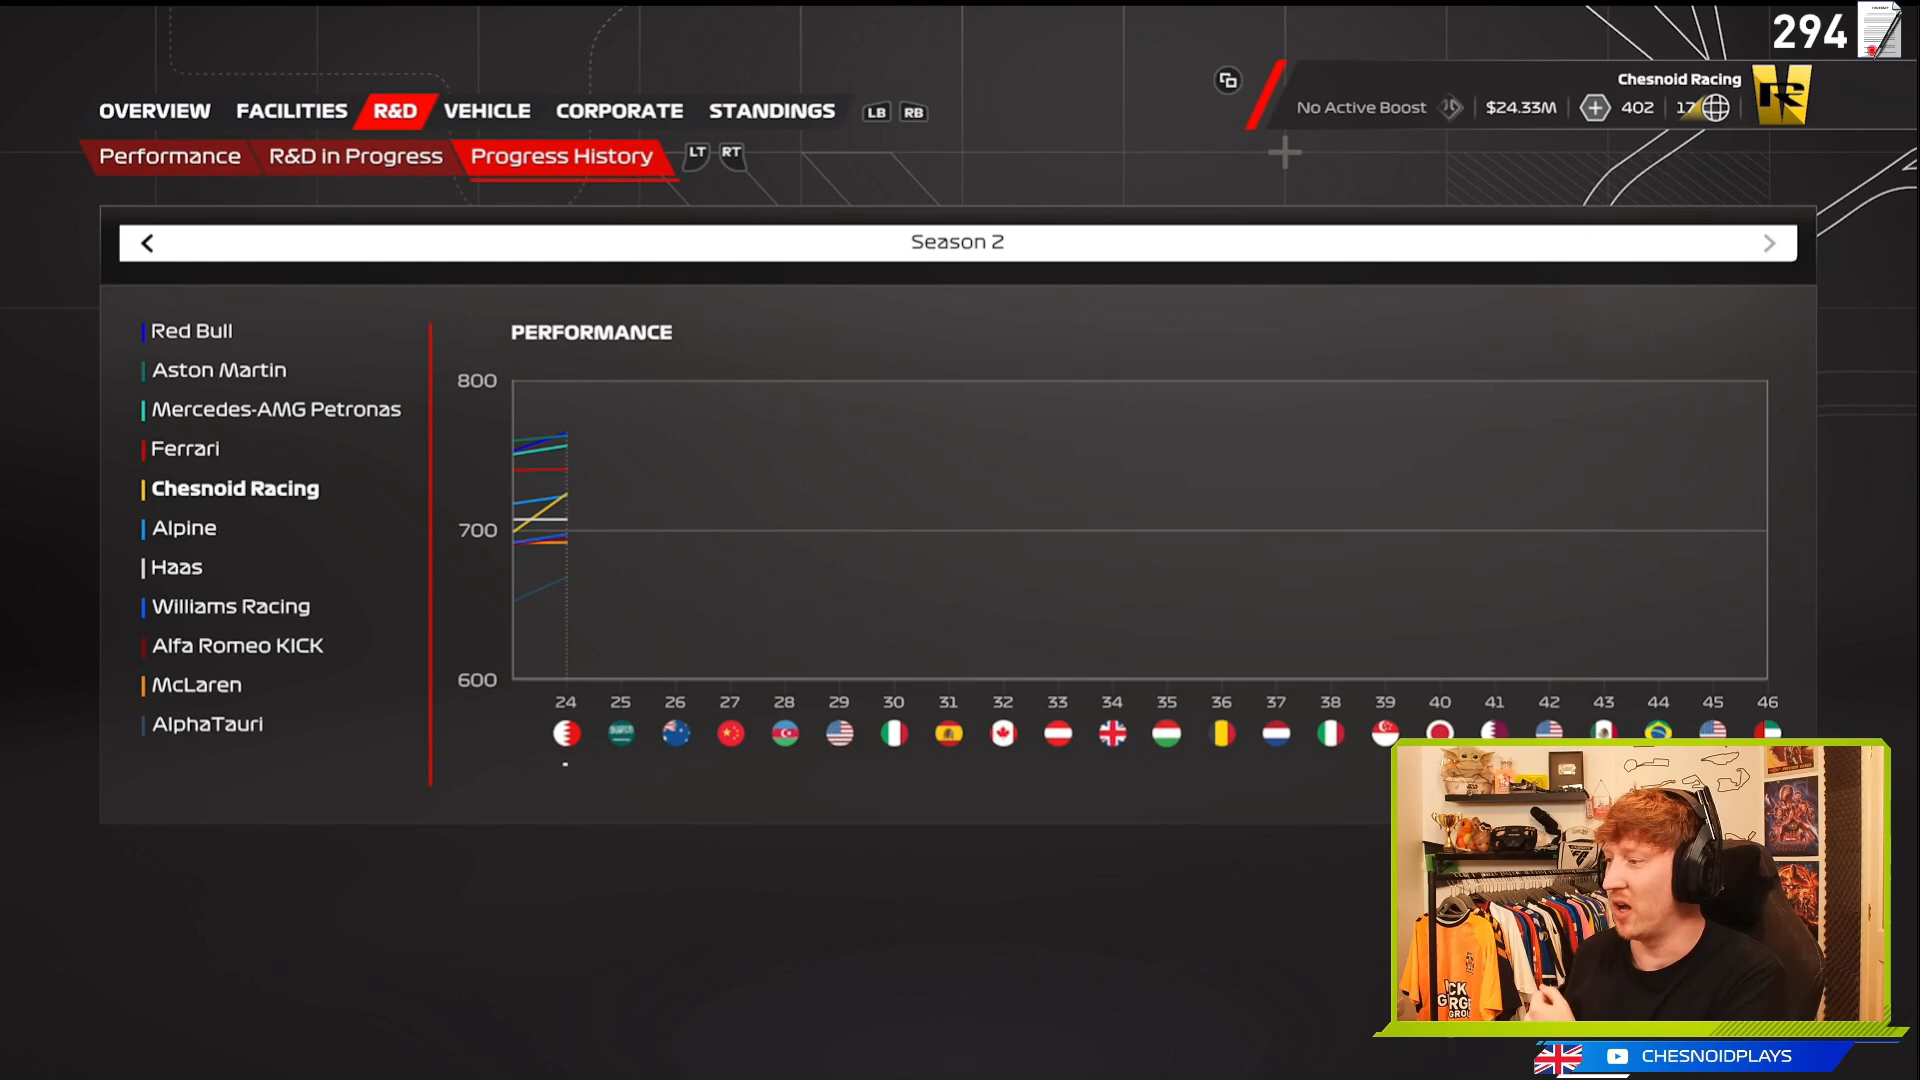 294
Chesnoid Racing
OVERVIEW FACILITIES R&D VEHICLE CORPORATE STANDINGS LB RB
No Active Boost $24.33M 402 17
Performance R&D in Progress Progress History LT RT
Season 2
Red Bull
Aston Martin
Mercedes-AMG Petronas
Ferrari
Chesnoid Racing
Alpine
Haas
Williams Racing
Alfa Romeo KICK
McLaren
AlphaTauri
PERFORMANCE
800
700
600
24 25 26 27 28 29 30 31 32 33 34 35 36 37 38 39 40 41 42 43 44 45 46
-
CHESNOIDPLAYS